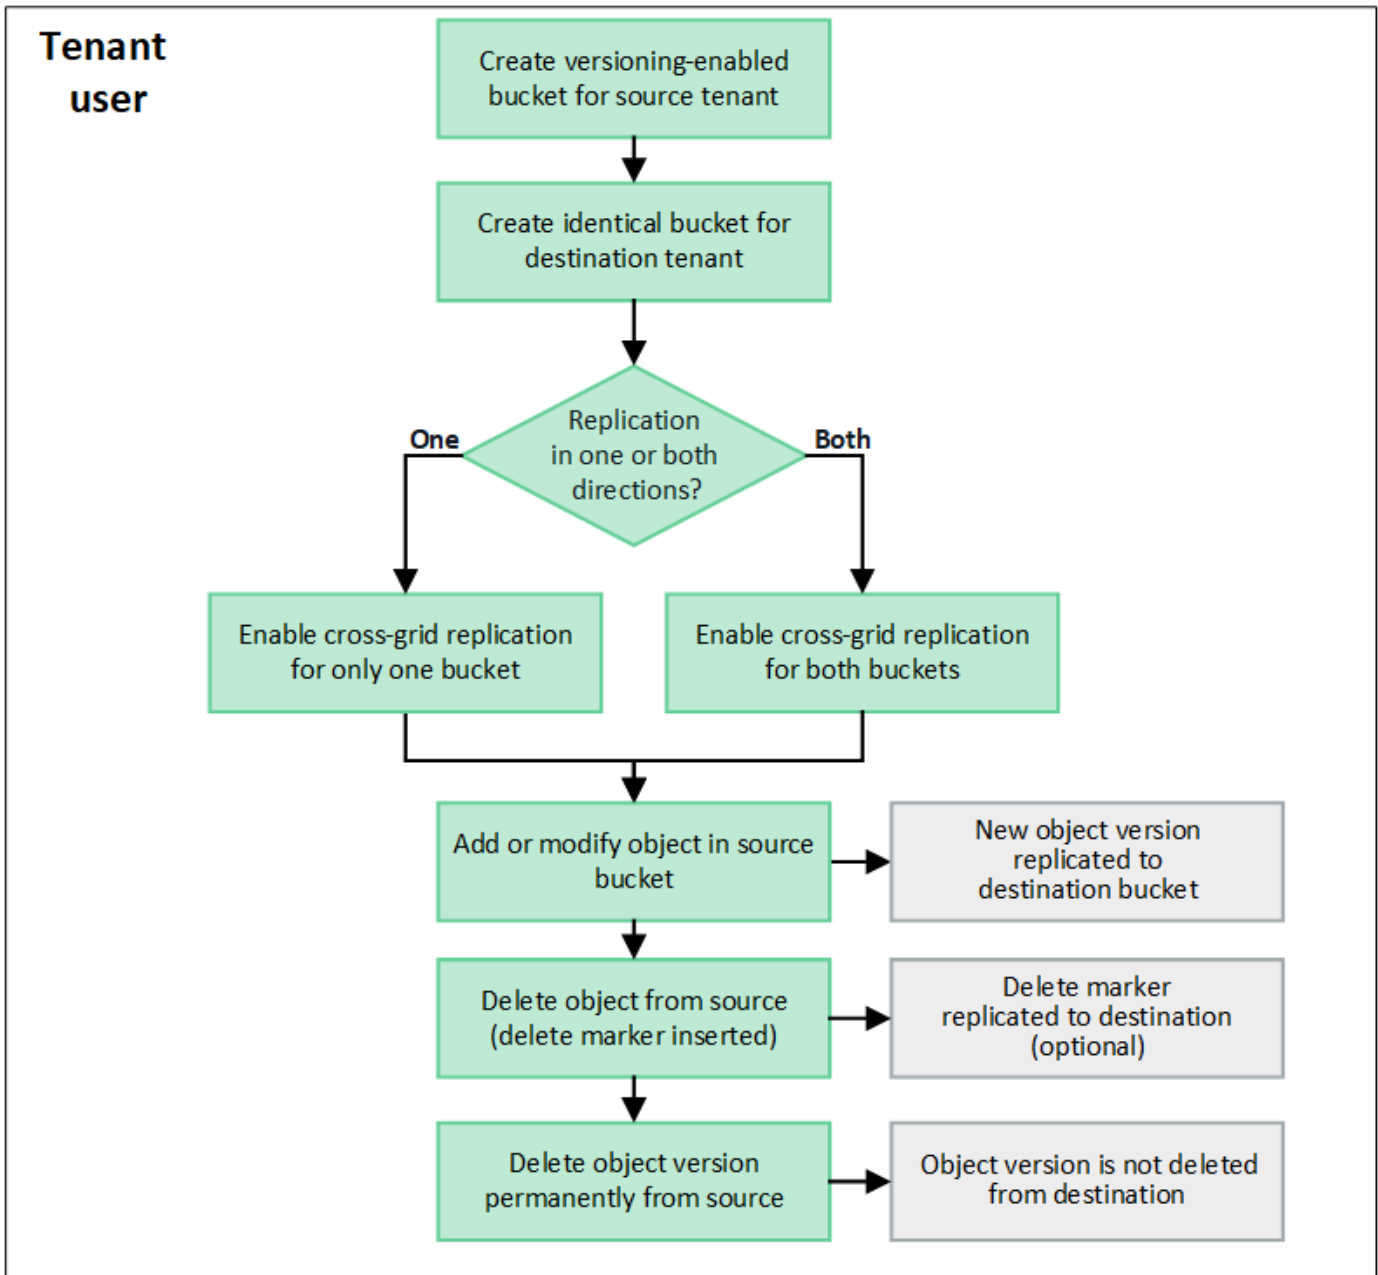 Tenant
user
Create versioning-enabled
bucket for source tenant
Create identical bucket for
destination tenant
Replication
in one or both
directions?
One
Both
Enable cross-grid replication
for only one bucket
Enable cross-grid replication
for both buckets
Add or modify object in source
bucket
New object version
replicated to
destination bucket
Delete object from source
(delete marker inserted)
Delete marker
replicated to destination
(optional)
Delete object version
permanently from source
Object version is not deleted
from destination